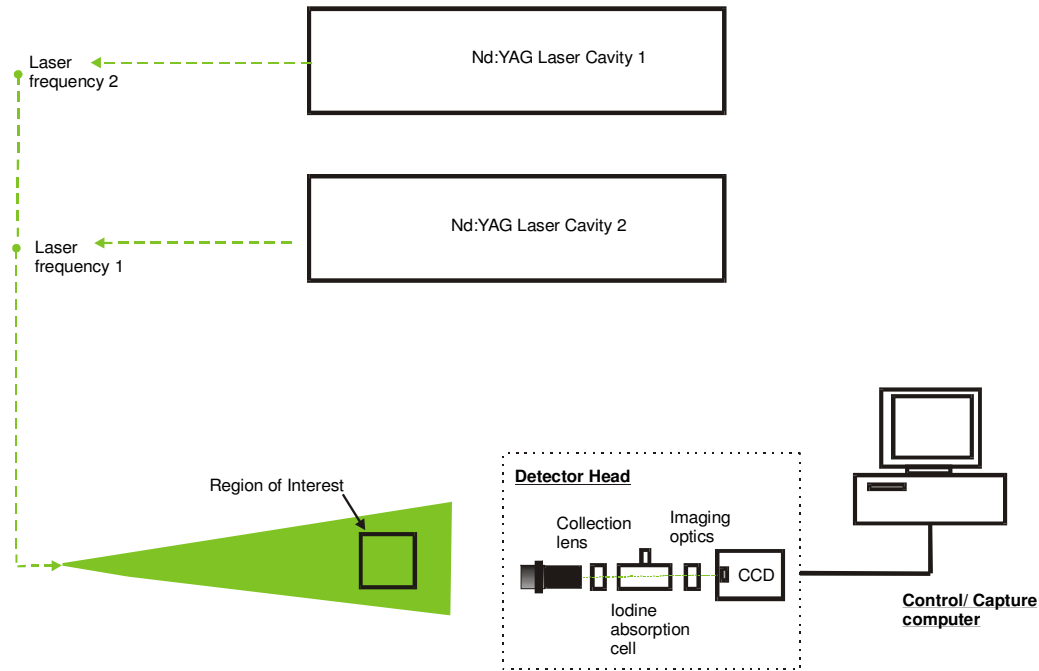 Nd:YAG Laser Cavity 1
Laser
frequency 2
Nd:YAG Laser Cavity 2
Laser
frequency 1
Region of Interest
Detector Head
Collection
lens
Imaging
optics
CCD
Iodine
absorption
cell
Control/ Capture
computer